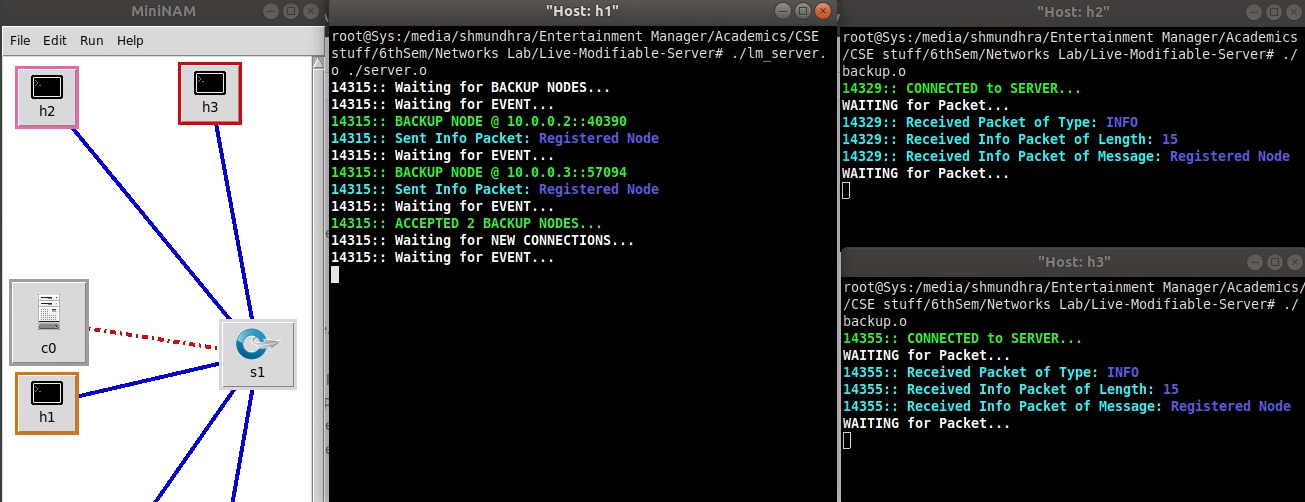 MiniNAM
File Edit Run Help
h2
h3
c0
h1
s1
"Host: h1"
root@Sys:/media/shmundhra/Entertainment Manager/Academics/CSE
stuff/6thSem/Networks Lab/Live-Modifiable-Server# ./lm_server.
o ./server.o
14315:: Waiting for BACKUP NODES...
14315:: Waiting for EVENT...
14315:: BACKUP NODE @ 10.0.0.2::40390
14315:: Sent Info Packet: Registered Node
14315:: Waiting for EVENT...
14315:: BACKUP NODE @ 10.0.0.3::57094
14315:: Sent Info Packet: Registered Node
14315:: Waiting for EVENT...
14315:: ACCEPTED 2 BACKUP NODES...
14315:: Waiting for NEW CONNECTIONS...
14315:: Waiting for EVENT...
"Host: h2"
root@Sys:/media/shmundhra/Entertainment Manager/Academics
/CSE stuff/6thSem/Networks Lab/Live-Modifiable-Server# ./
backup.o
14329:: CONNECTED to SERVER...
WAITING for Packet...
14329:: Received Packet of Type: INFO
14329:: Received Info Packet of Length: 15
14329:: Received Info Packet of Message: Registered Node
WAITING for Packet...
"Host: h3"
root@Sys:/media/shmundhra/Entertainment Manager/Academics/
/CSE stuff/6thSem/Networks Lab/Live-Modifiable-Server# ./
backup.o
14355:: CONNECTED to SERVER...
WAITING for Packet...
14355:: Received Packet of Type: INFO
14355:: Received Info Packet of Length: 15
14355:: Received Info Packet of Message: Registered Node
WAITING for Packet...